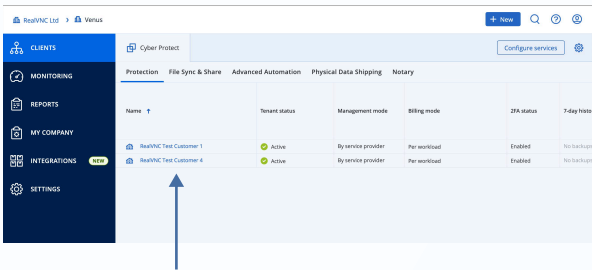 RealVNC Ltd > Venus
+ New
CLIENTS
Cyber Protect
Configure services
MONITORING
Protection File Sync & Share Advanced Automation Physical Data Shipping Notary
REPORTS
Name ↑ Tenant status Management mode Billing mode 2FA status 7-day histo
MY COMPANY
RealVNC Test Customer 1 Active By service provider Per workload Enabled No backups
INTEGRATIONS NEW
RealVNC Test Customer 4 Active By service provider Per workload Enabled No backups
SETTINGS